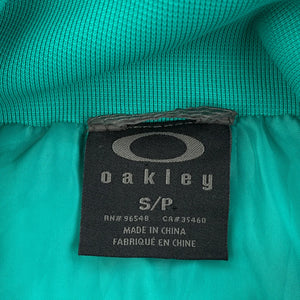 oakley
S/P
RN# 96548 CA# 35460
MADE IN CHINA
FABRIQUÉ EN CHINE